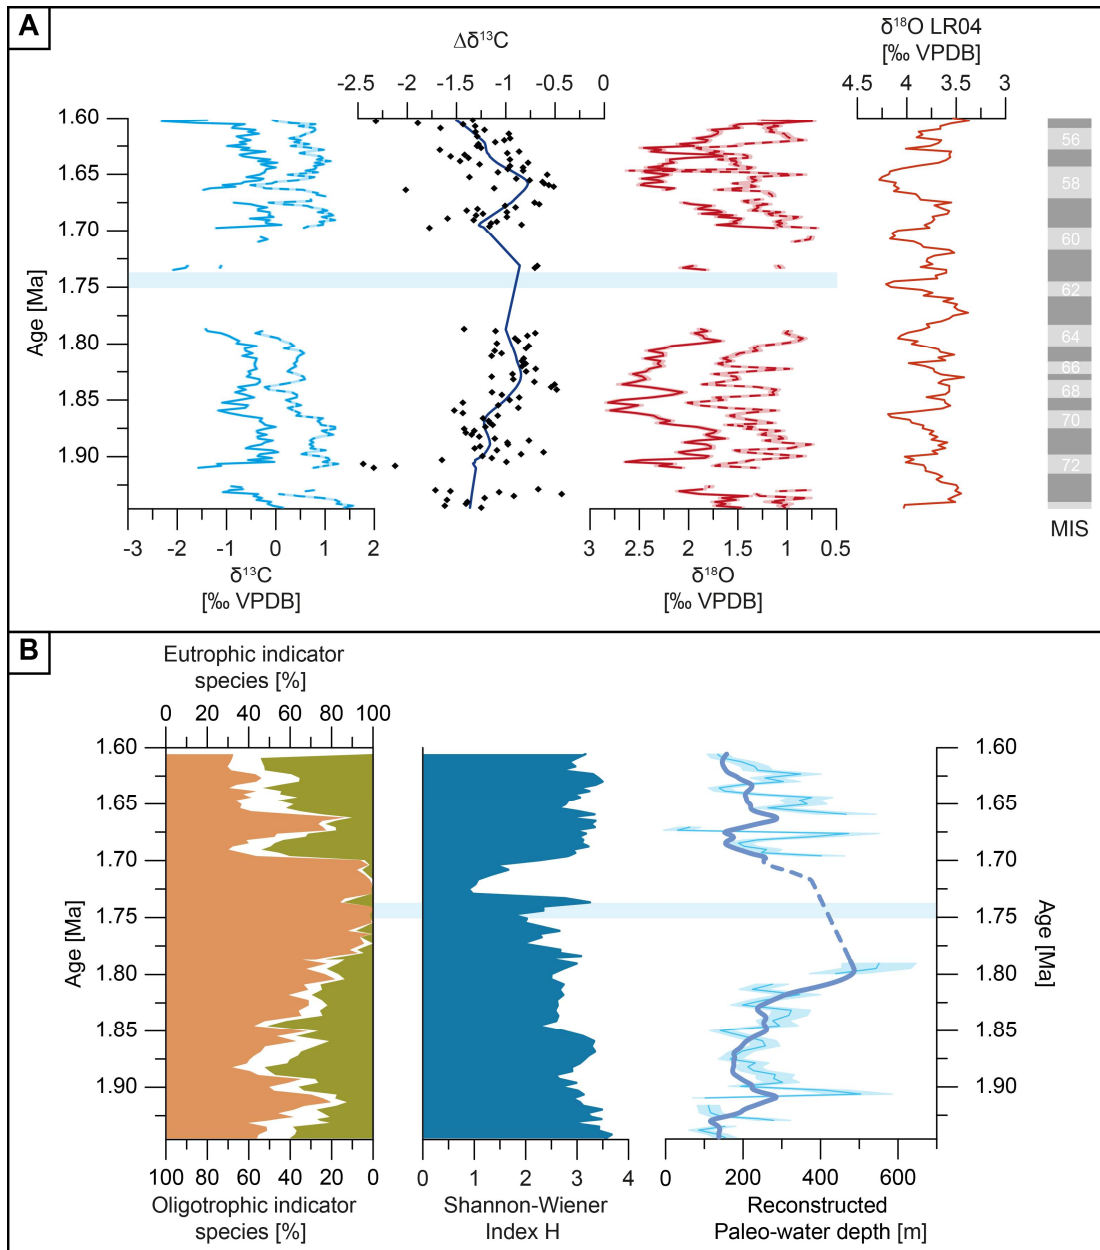 A
Δδ¹³C
-2.5 -2 -1.5 -1 -0.5 0
δ¹⁸O LR04
[‰ VPDB]
4.5 4 3.5 3
1.60
1.65
1.70
1.75
1.80
1.85
1.90
Age [Ma]
56
58
60
62
64
66
68
70
72
MIS
-3 -2 -1 0 1 2
δ¹³C
[‰ VPDB]
3 2.5 2 1.5 1 0.5
δ¹⁸O
[‰ VPDB]
B
Eutrophic indicator
species [%]
0 20 40 60 80 100
1.60
1.65
1.70
1.75
1.80
1.85
1.90
Age [Ma]
1.60
1.65
1.70
1.75
1.80
1.85
1.90
Age [Ma]
100 80 60 40 20 0
Oligotrophic indicator
species [%]
0 1 2 3 4
Shannon-Wiener
Index H
0 200 400 600
Reconstructed
Paleo-water depth [m]